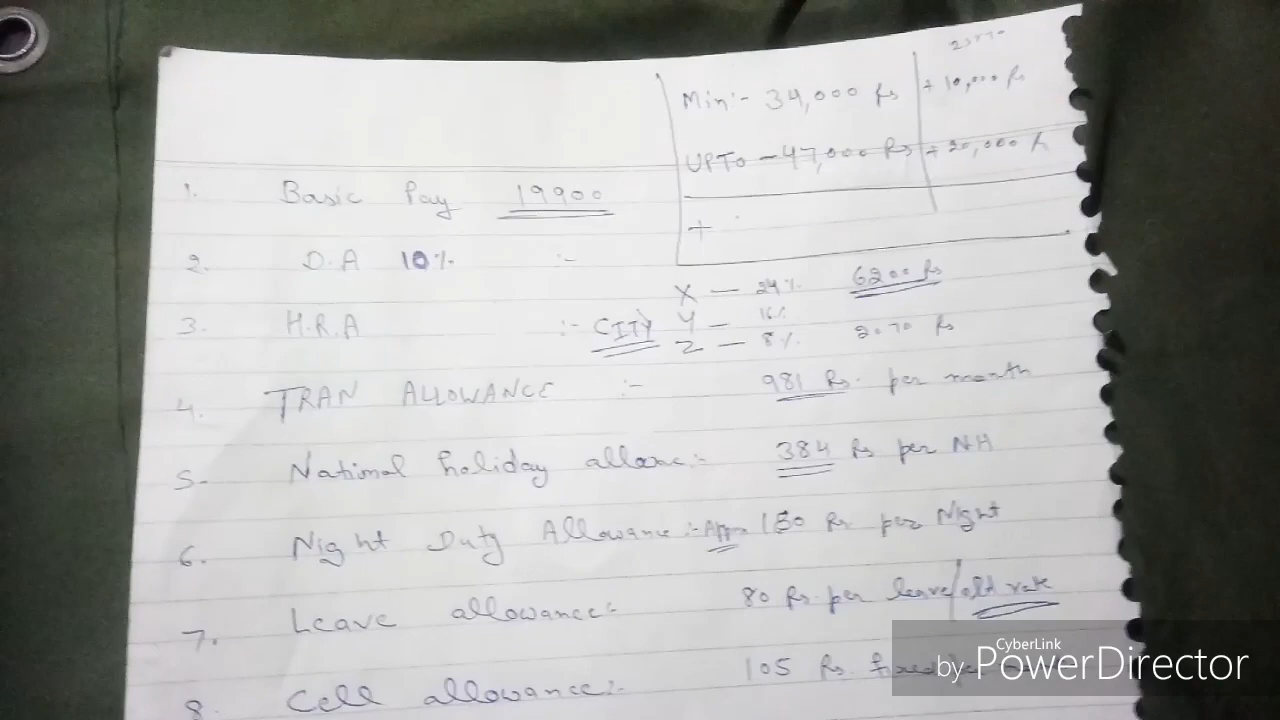 Min:- 34,000 Rs + 10,000 Rs
UPTO - 47,000 Rs + 20,000
+
1. Basic Pay 19900
2. D.A 10% :-
X - 24% 6200 Rs
3. H.R.A :- CITY Y - 16%
Z - 8% 2070 Rs
4. TRAN ALLOWANCE :- 981 Rs. per month
5. National holiday :- 384 Rs per NH
6. Night Duty Allowance :- 150 Rs per Night
7. Leave allowance:- 80 Rs per leave/old rate
8. Cell allowance:- 105 Rs
CyberLink
by PowerDirector